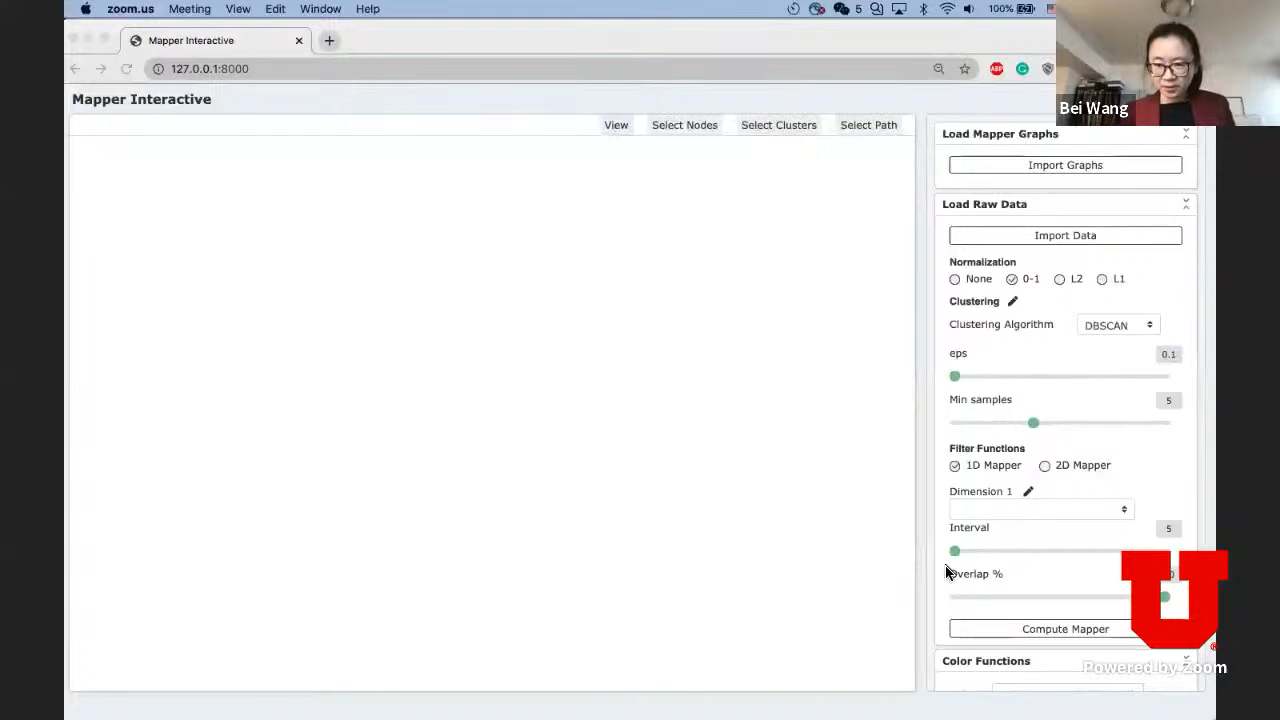 zoom.us Meeting View Edit Window Help 5 100%
Mapper Interactive
127.0.0.1:8000
ABP
Bei Wang
Mapper Interactive
View Select Nodes Select Clusters Select Path
Load Mapper Graphs
Import Graphs
Load Raw Data
Import Data
Normalization
None 0-1 L2 L1
Clustering
Clustering Algorithm DBSCAN
eps 0.1
Min samples 5
Filter Functions
1D Mapper 2D Mapper
Dimension 1
Interval 5
Overlap %
Compute Mapper
U
Color Functions
Powered by Zoom